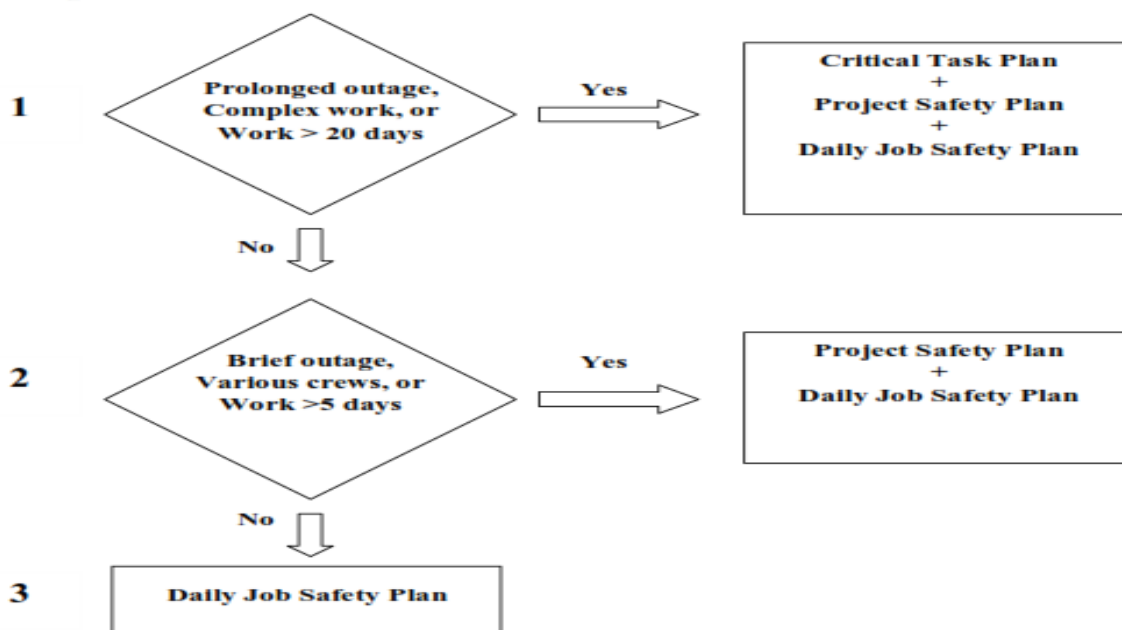 1
Prolonged outage,
Complex work, or
Work > 20 days
Yes
Critical Task Plan
+
Project Safety Plan
+
Daily Job Safety Plan
No
2
Brief outage,
Various crews, or
Work >5 days
Yes
Project Safety Plan
+
Daily Job Safety Plan
No
3
Daily Job Safety Plan